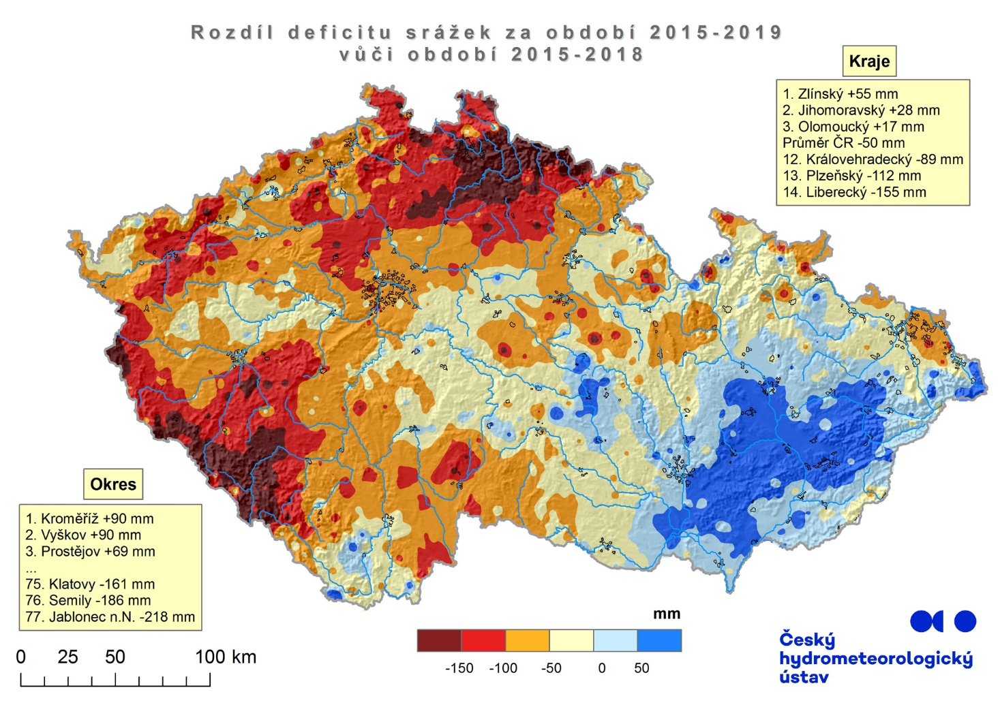 Rozdíl deficitu srážek za období 2015-2019
vůči období 2015-2018
Kraje
1. Zlínský +55 mm
2. Jihomoravský +28 mm
3. Olomoucký +17 mm
Průměr ČR -50 mm
12. Královehradecký -89 mm
13. Plzeňský -112 mm
14. Liberecký -155 mm
Okres
1. Kroměříž +90 mm
2. Vyškov +90 mm
3. Prostějov +69 mm
...
75. Klatovy -161 mm
76. Semily -186 mm
77. Jablonec n.N. -218 mm
mm
-150 -100 -50 0 50
0 25 50 100 km
Český
hydrometeorologický
ústav